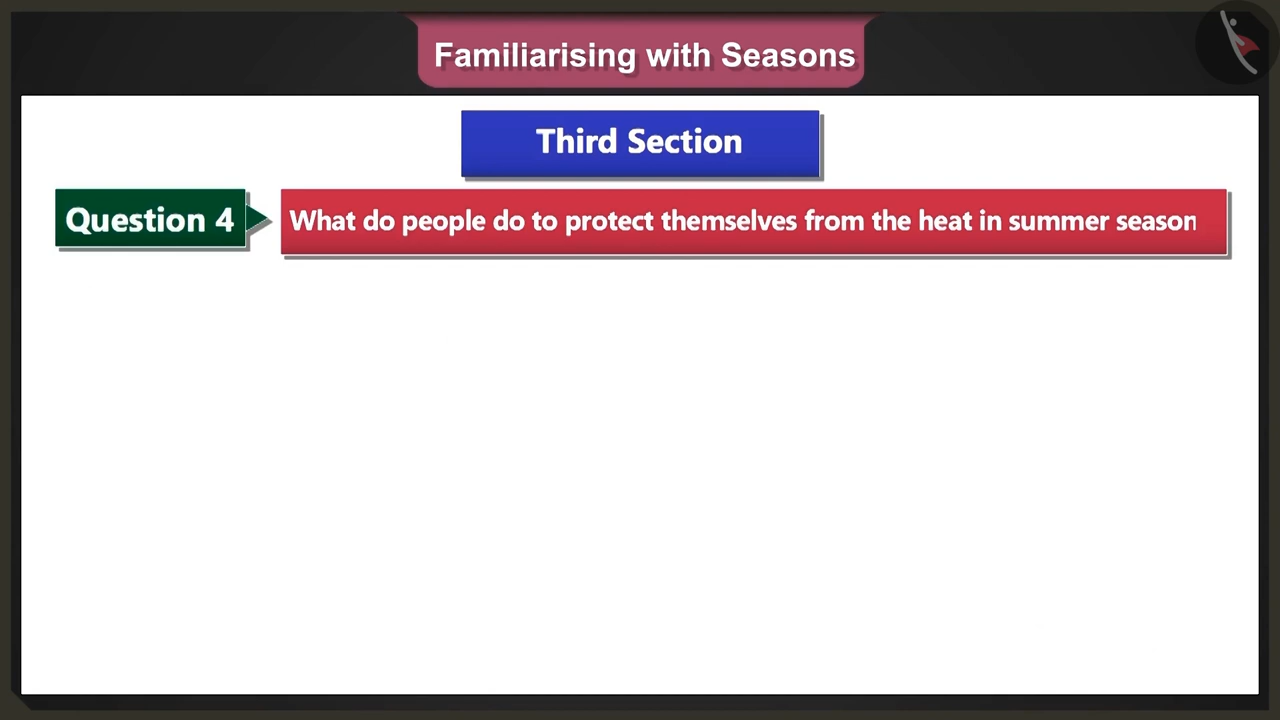 Familiarising with Seasons
Third Section
Question 4
What do people do to protect themselves from the heat in summer season